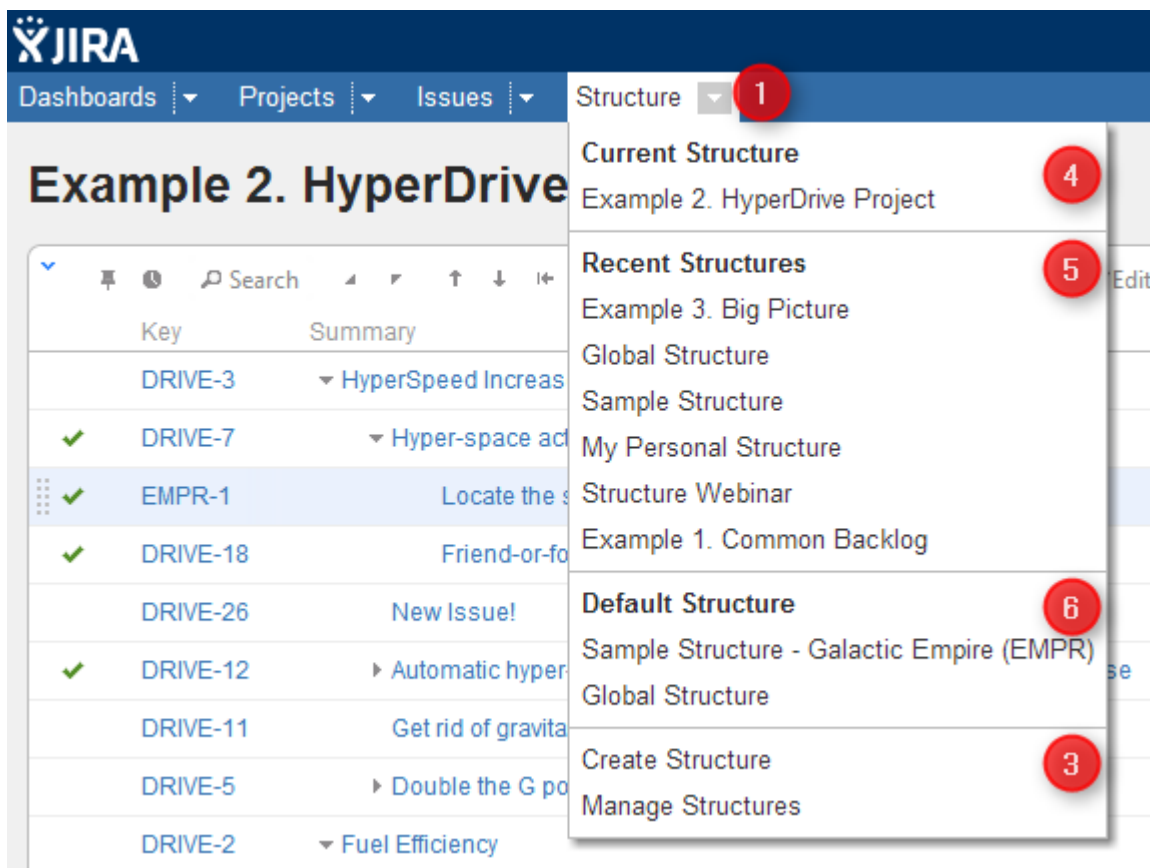 JIRA
Dashboards Projects Issues Structure 1
Example 2. HyperDrive
Search
Edit
Key Summary
DRIVE-3 HyperSpeed Increas
DRIVE-7 Hyper-space act
EMPR-1 Locate the s
DRIVE-18 Friend-or-fo
DRIVE-26 New Issue!
DRIVE-12 Automatic hyper- se
DRIVE-11 Get rid of gravita
DRIVE-5 Double the G po
DRIVE-2 Fuel Efficiency
Current Structure 4
Example 2. HyperDrive Project
Recent Structures 5
Example 3. Big Picture
Global Structure
Sample Structure
My Personal Structure
Structure Webinar
Example 1. Common Backlog
Default Structure 6
Sample Structure - Galactic Empire (EMPR)
Global Structure
Create Structure 3
Manage Structures